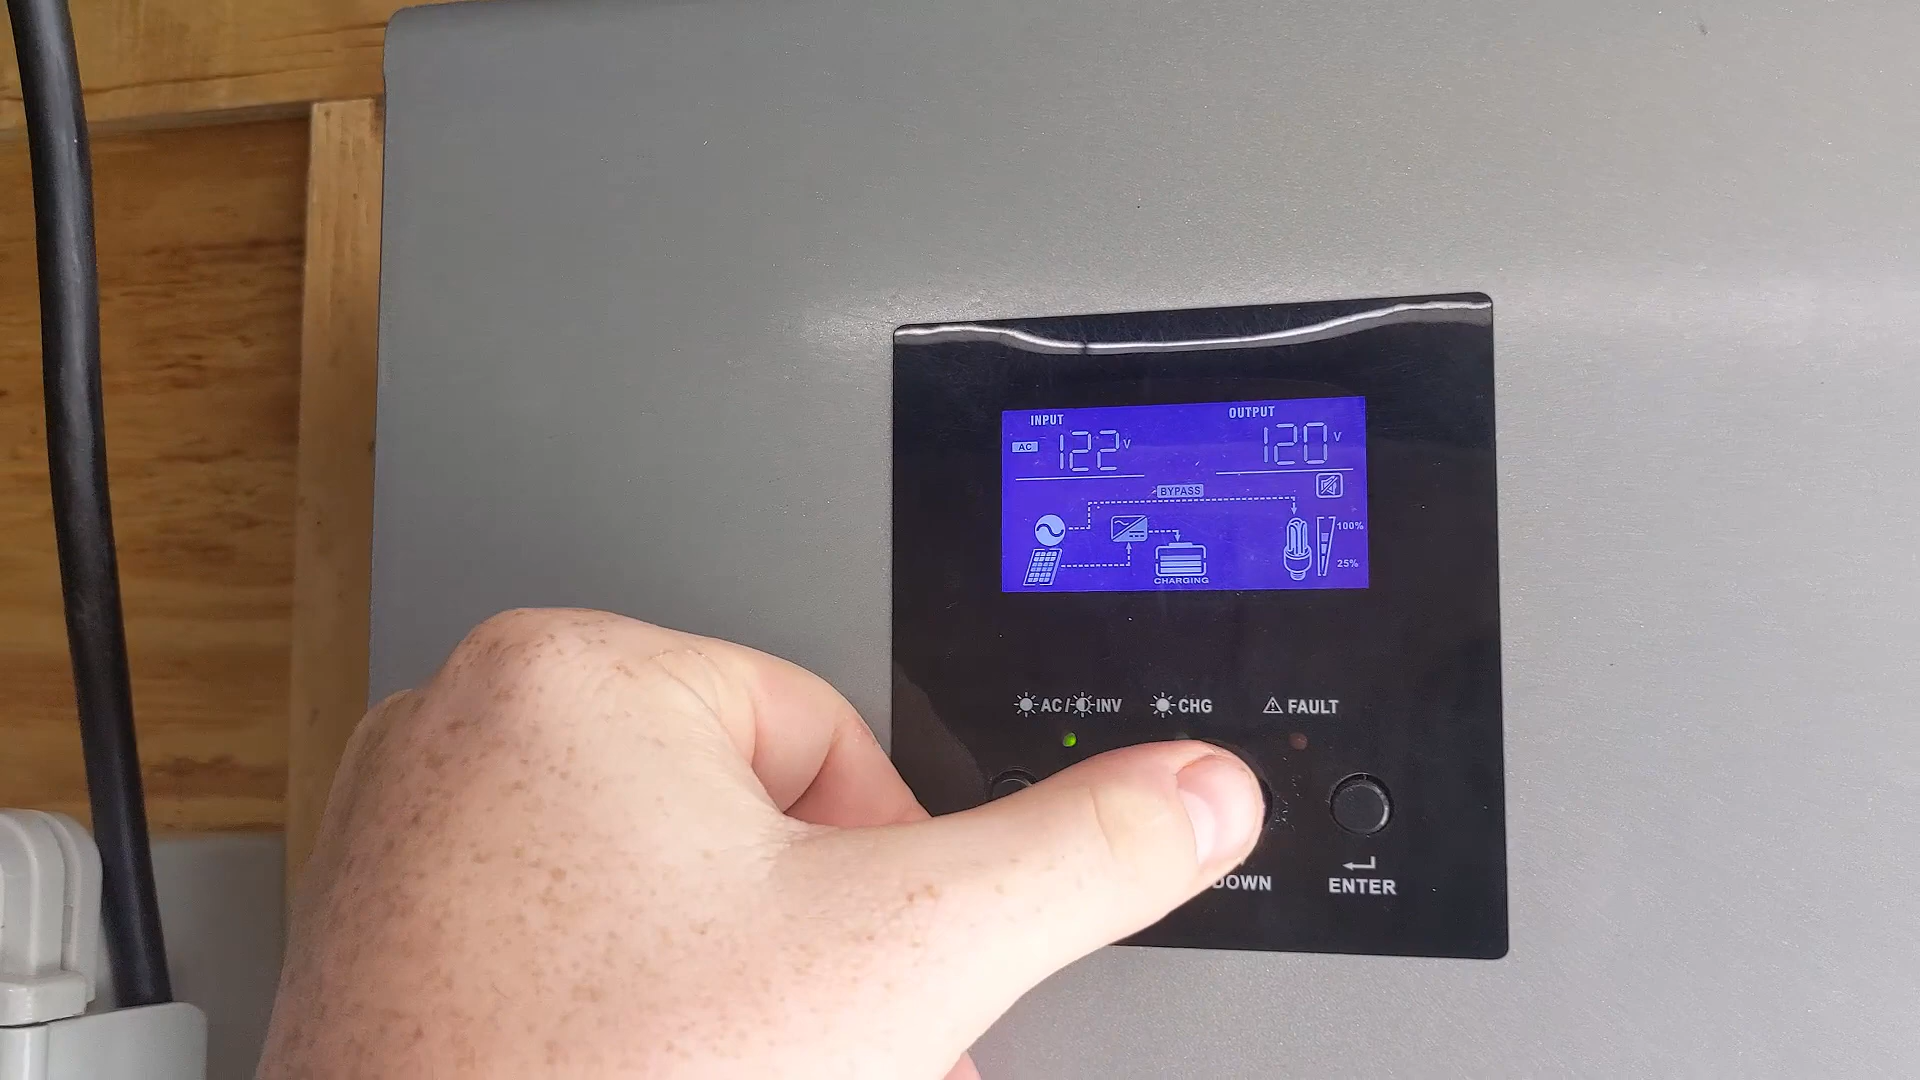 INPUT OUTPUT
AC 122 V 120 V
BYPASS
100%
25%
CHARGING
AC/ INV CHG FAULT
DOWN ENTER